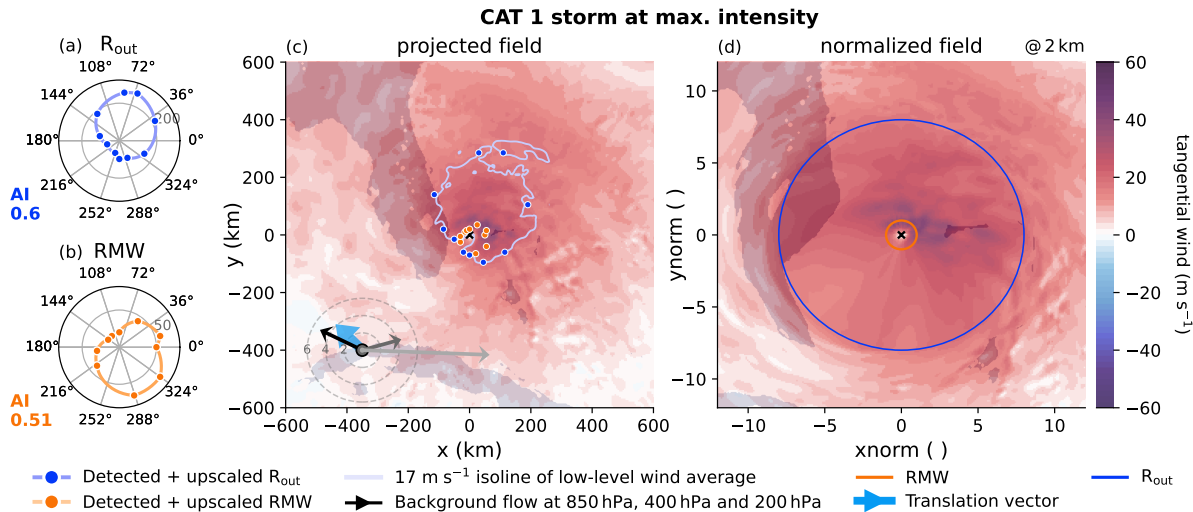 CAT 1 storm at max. intensity
(a) R_out
108° 72°
144° 36°
200
180° 0°
216° 324°
252° 288°
AI
0.6
(b) RMW
108° 72°
144° 36°
50
180° 0°
216° 324°
252° 288°
AI
0.51
(c) projected field
600
400
200
0
−200
−400
−600
y (km)
6 4 2
−600 −400 −200 0 200 400 600
x (km)
(d) normalized field @ 2 km
10
5
0
−5
−10
ynorm ( )
−10 −5 0 5 10
xnorm ( )
60
40
20
0
−20
−40
−60
tangential wind (m s⁻¹)
Detected + upscaled R_out
Detected + upscaled RMW
17 m s⁻¹ isoline of low-level wind average
Background flow at 850 hPa, 400 hPa and 200 hPa
RMW
Translation vector
R_out